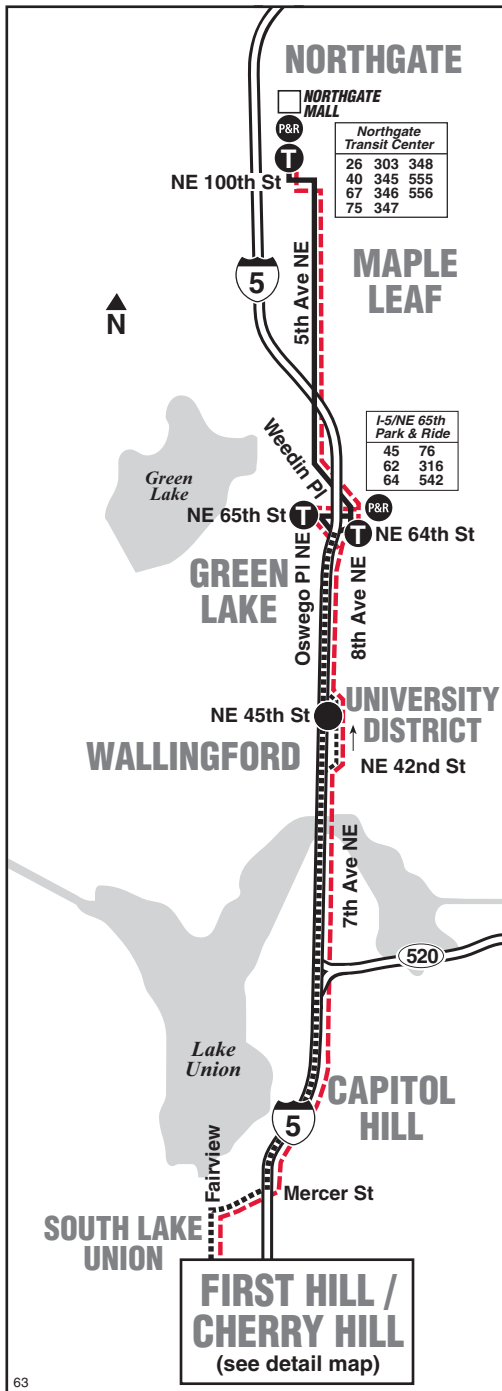 NORTHGATE
NORTHGATE
MALL
P&R
T
NE 100th St
Northgate
Transit Center
26 303 348
40 345 555
67 346 556
75 347
5
MAPLE
LEAF
5th Ave NE
N
Green
Lake
Weedin Pl
I-5/NE 65th
Park & Ride
45 76
62 316
64 542
P&R
NE 65th St
T
T
NE 64th St
GREEN
LAKE
Oswego Pl NE
8th Ave NE
NE 45th St
UNIVERSITY
DISTRICT
WALLINGFORD
NE 42nd St
7th Ave NE
520
Lake
Union
CAPITOL
HILL
5
Fairview
Mercer St
SOUTH LAKE
UNION
FIRST HILL /
CHERRY HILL
(see detail map)
63